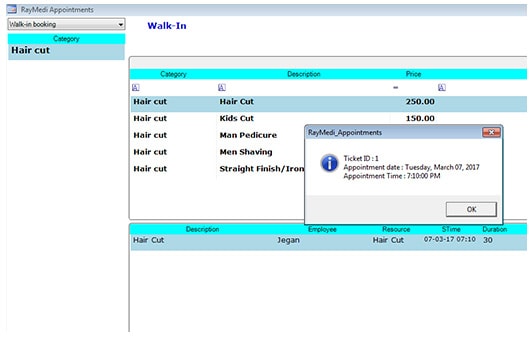 RayMedi Appointments
Walk-in booking
Walk-In
Category
Hair cut
Category Description Price
A A = A
Hair cut Hair Cut 250.00
Hair cut Kids Cut 150.00
Hair cut Man Pedicure
Hair cut Men Shaving
Hair cut Straight Finish/Iron
RayMedi_Appointments
Ticket ID : 1
Appointment date : Tuesday, March 07, 2017
Appointment Time : 7:10:00 PM
OK
Description Employee Resource STime Duration
Hair Cut Jegan Hair Cut 07-03-17 07:10 30